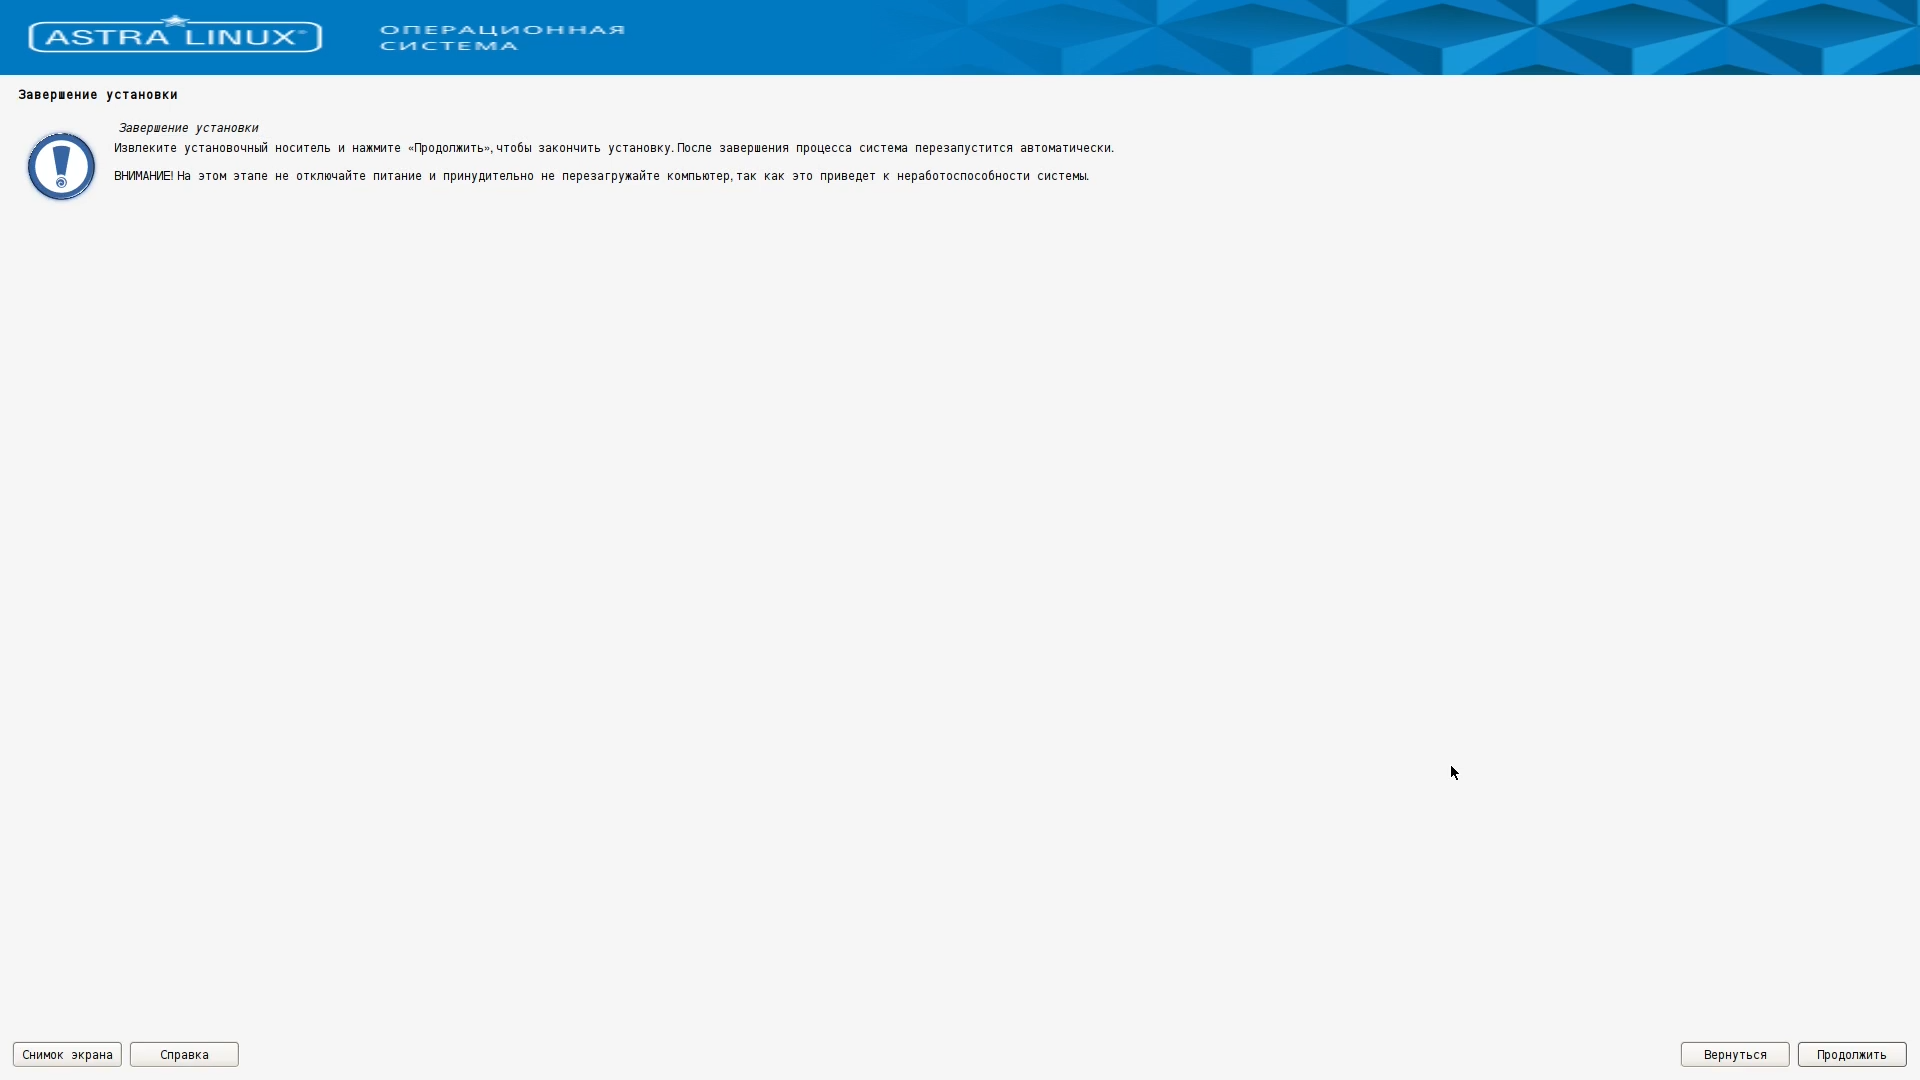 ASTRA LINUX®
ОПЕРАЦИОННАЯ
СИСТЕМА
Завершение установки
Завершение установки
Извлеките установочный носитель и нажмите «Продолжить», чтобы закончить установку. После завершения процесса система перезапустится автоматически.
ВНИМАНИЕ! На этом этапе не отключайте питание и принудительно не перезагружайте компьютер, так как это приведет к неработоспособности системы.
Снимок экрана
Справка
Вернуться
Продолжить